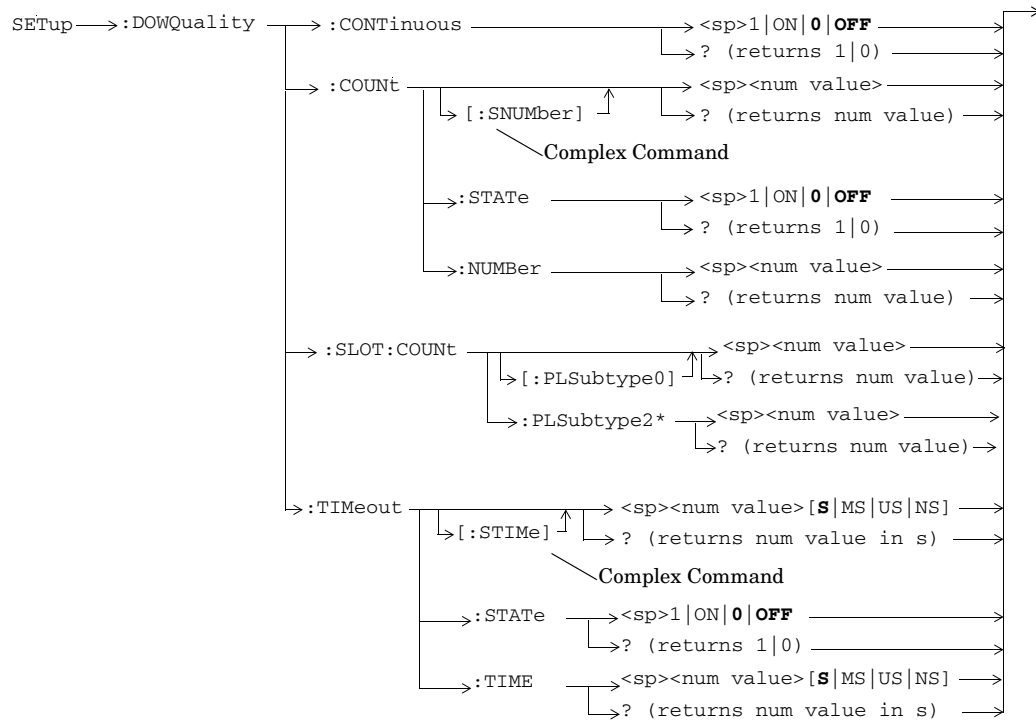 SETup :DOWQuality :CONTinuous <sp>1|ON|0|OFF
? (returns 1|0)
:COUNt <sp><num value>
[:SNUMber] ? (returns num value)
Complex Command
:STATe <sp>1|ON|0|OFF
? (returns 1|0)
:NUMBer <sp><num value>
? (returns num value)
:SLOT:COUNt <sp><num value>
[:PLSubtype0] ? (returns num value)
:PLSubtype2* <sp><num value>
? (returns num value)
:TIMeout <sp><num value>[S|MS|US|NS]
[:STIMe] ? (returns num value in s)
Complex Command
:STATe <sp>1|ON|0|OFF
? (returns 1|0)
:TIME <sp><num value>[S|MS|US|NS]
? (returns num value in s)